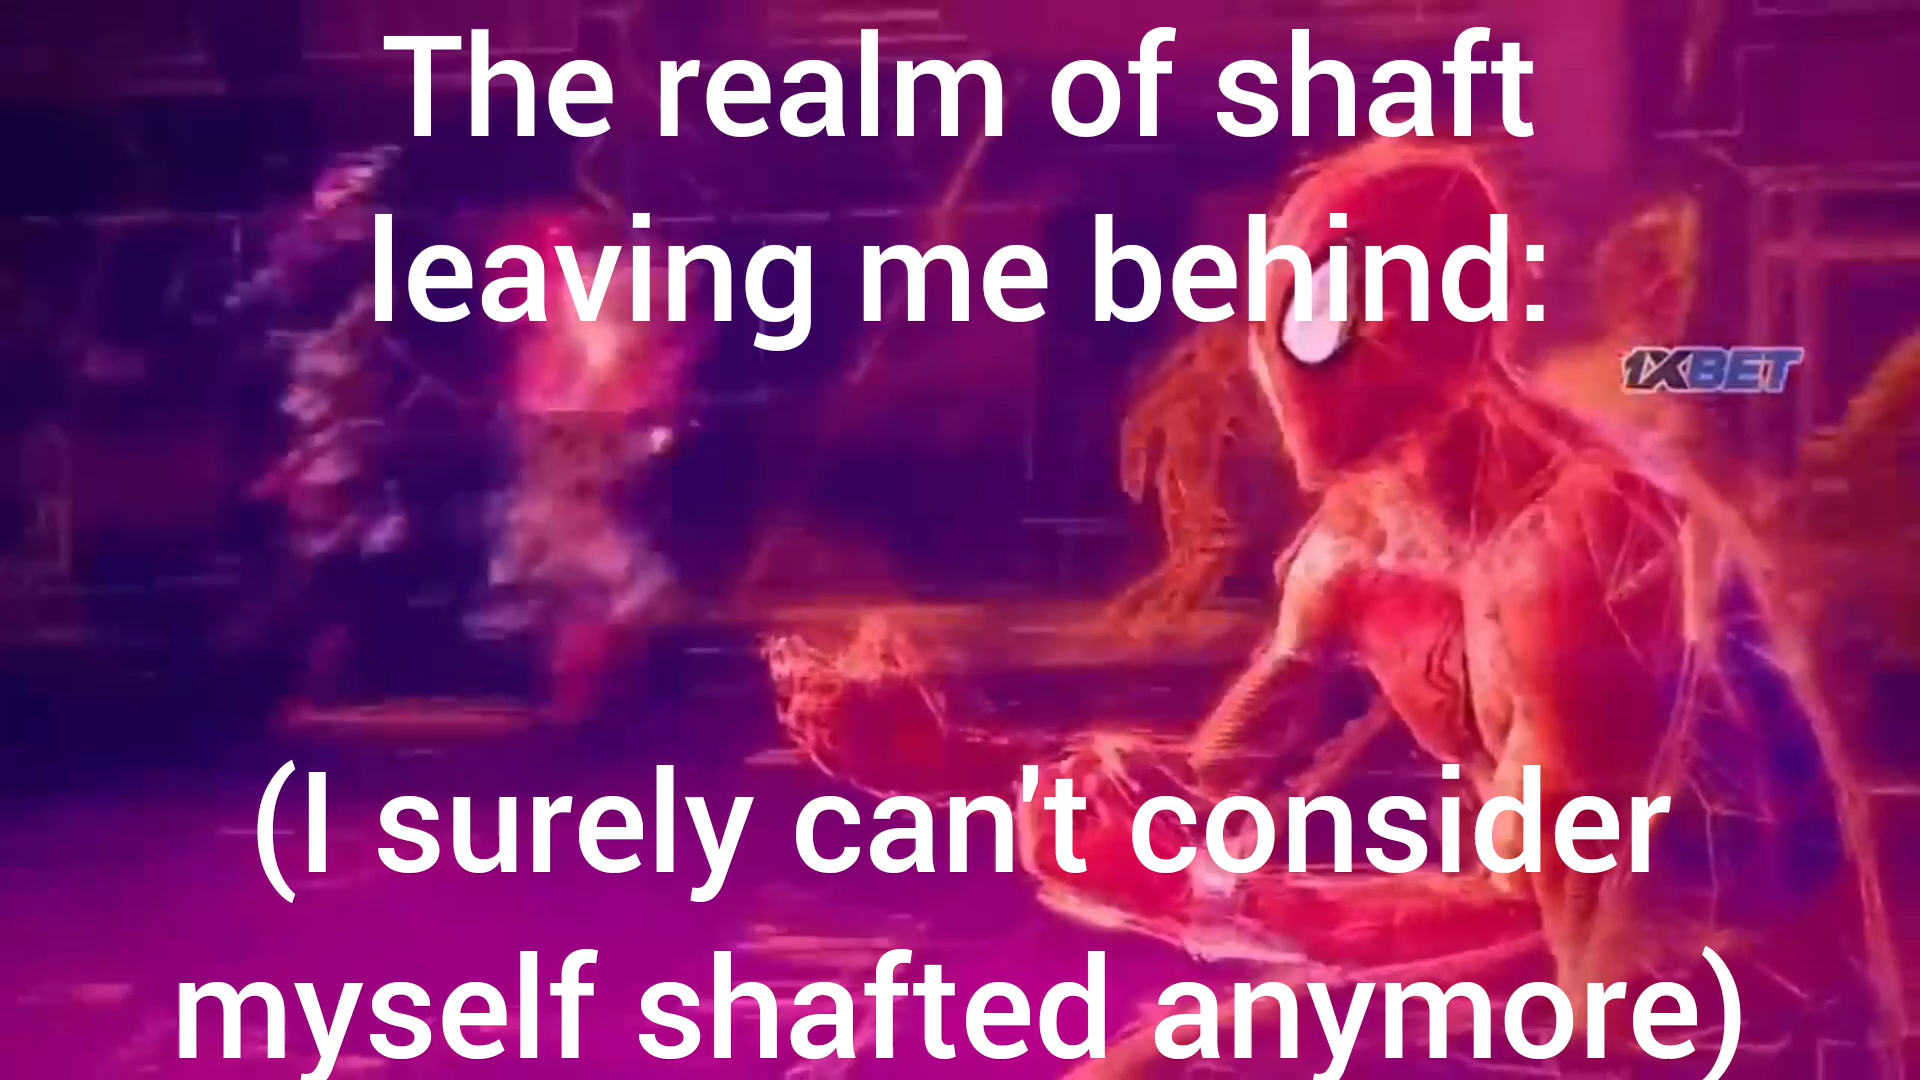 The realm of shaft
leaving me behind:
1XBET
(I surely can't consider
myself shafted anymore)